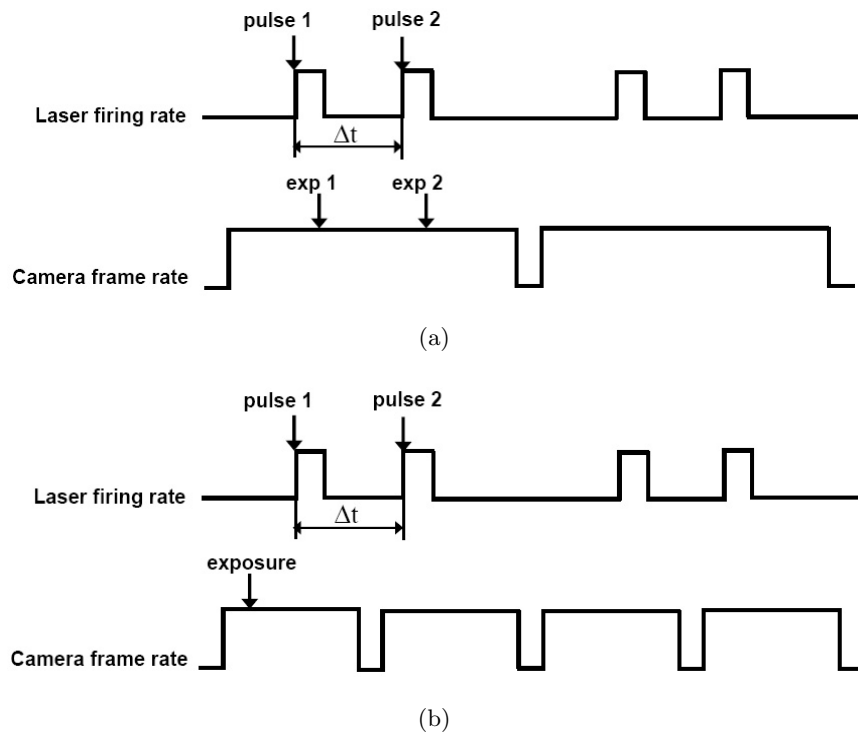 pulse 1 pulse 2
Laser firing rate
Δt
exp 1 exp 2
Camera frame rate
(a)
pulse 1 pulse 2
Laser firing rate
Δt
exposure
Camera frame rate
(b)